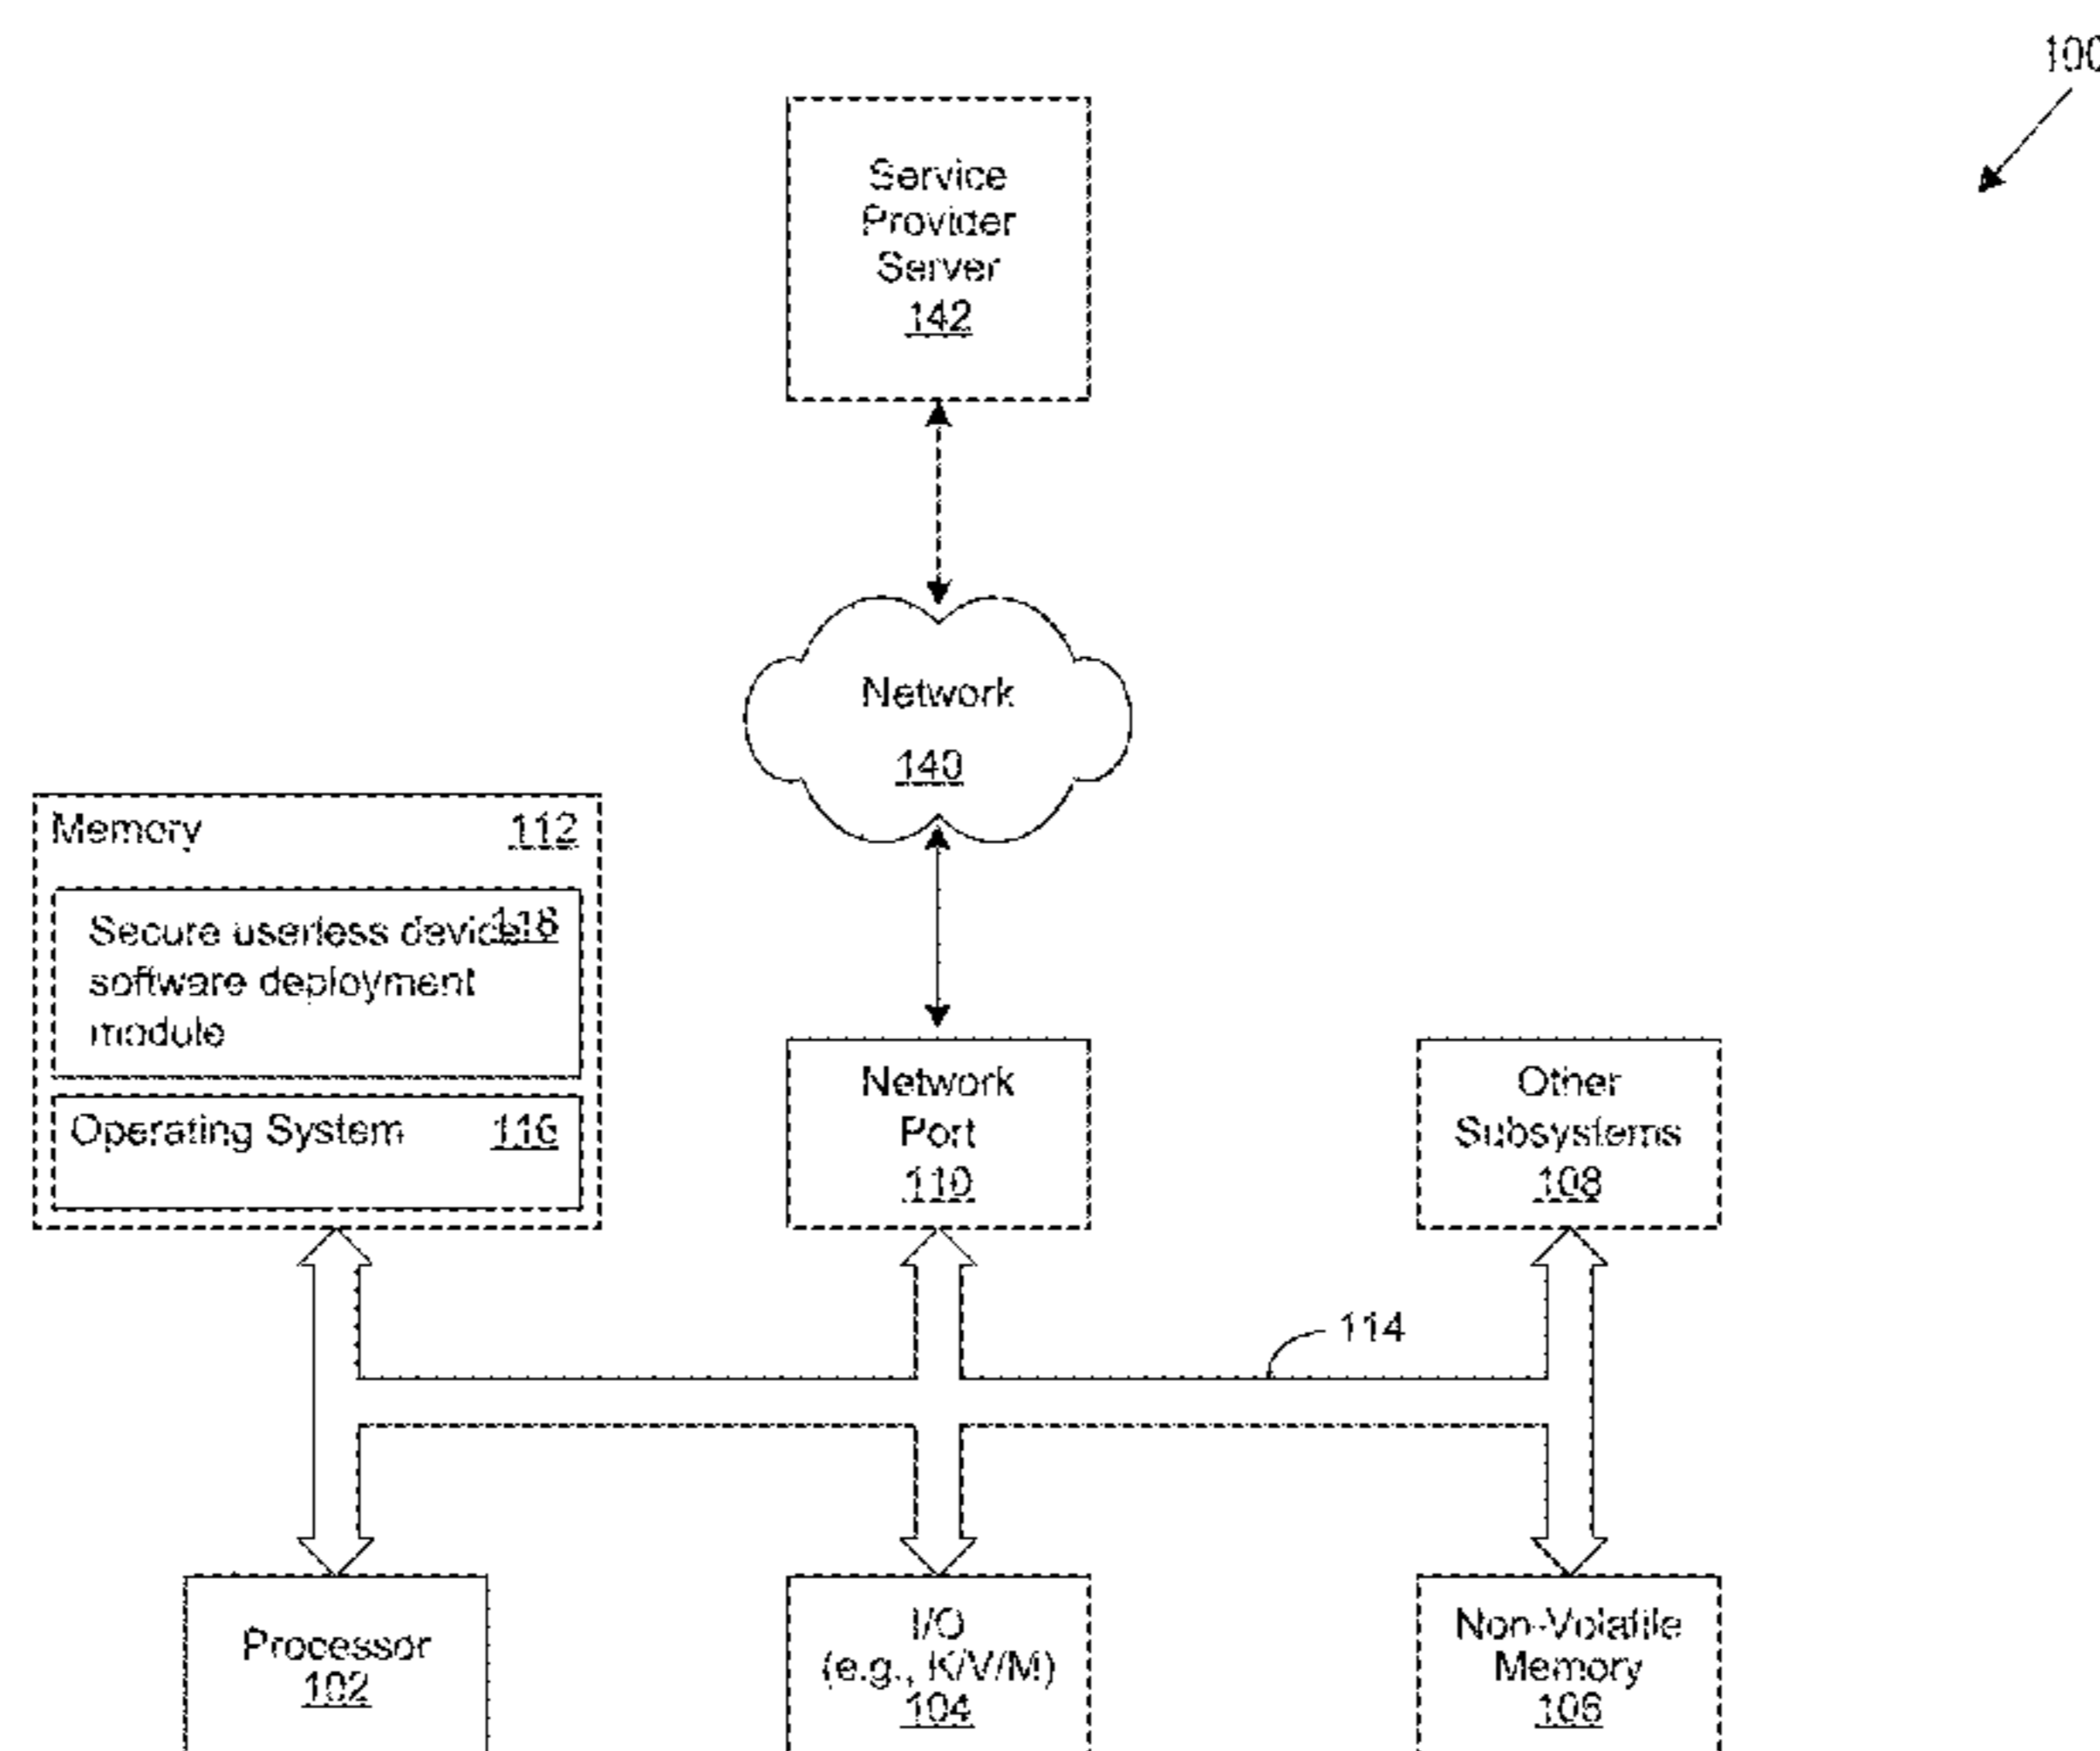 100
Service
Provider
Server
142
Network
140
Memory 112
Secure userless device 118
software deployment
module
Operating System 116
Network
Port
110
Other
Subsystems
108
114
Processor
102
I/O
(e.g., K/V/M)
104
Non-Volatile
Memory
106